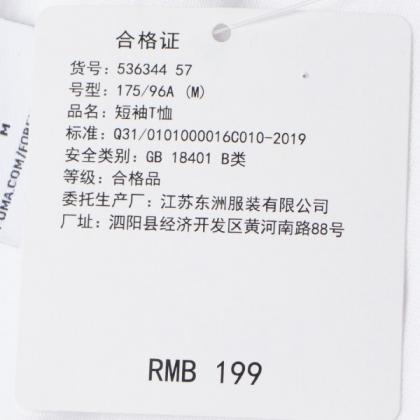 合格证
货号: 536344 57
号型: 175/96A (M)
品名: 短袖T恤
标准: Q31/0101000016C010-2019
安全类别: GB 18401 B类
等级: 合格品
委托生产厂: 江苏东洲服装有限公司
厂址: 泗阳县经济开发区黄河南路88号
RMB 199
M